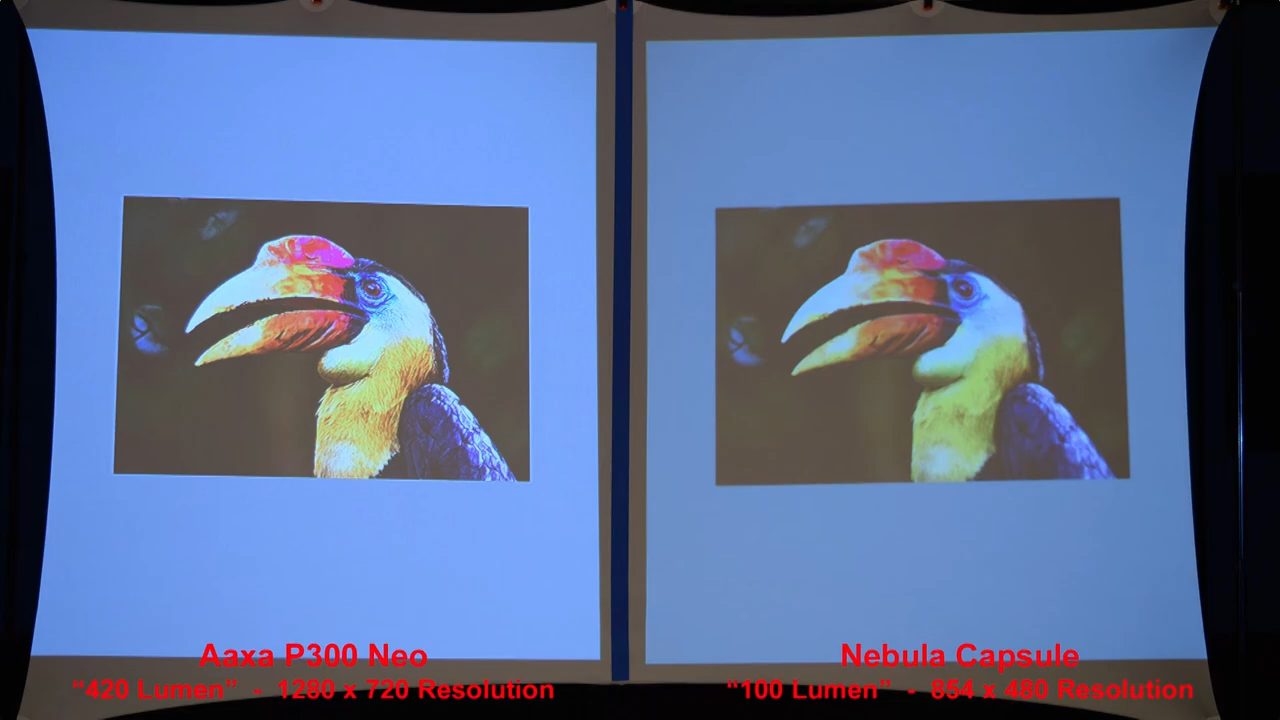 Aaxa P300 Neo
“420 Lumen” - 1280 x 720 Resolution
Nebula Capsule
“100 Lumen” - 854 x 480 Resolution